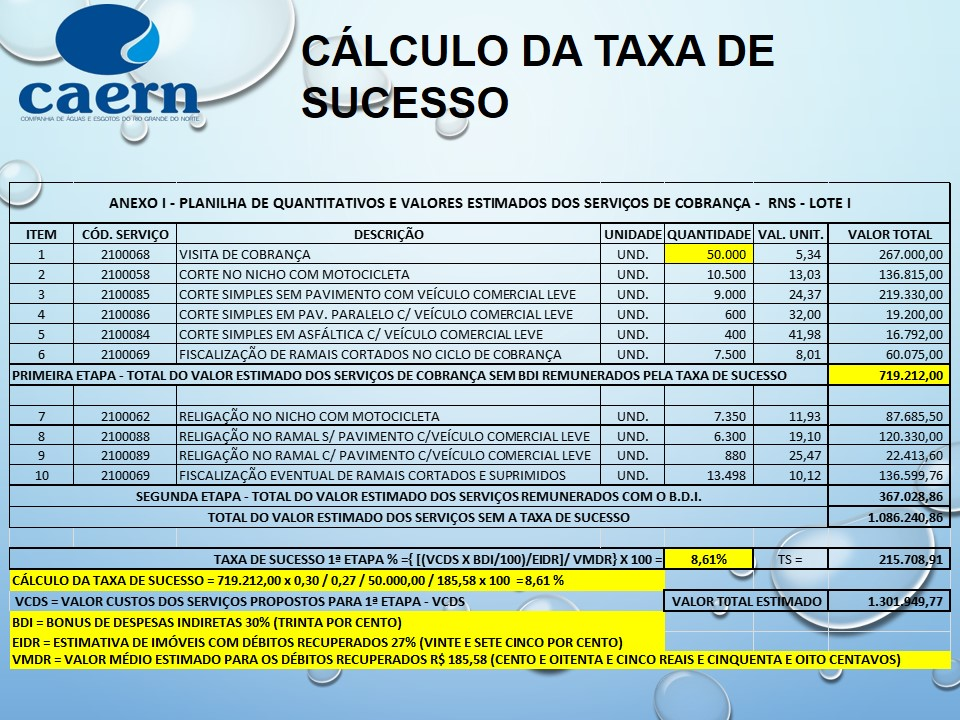 caern
COMPANHIA DE ÁGUAS E ESGOTOS DO RIO GRANDE DO NORTE
CÁLCULO DA TAXA DE
SUCESSO
ANEXO I - PLANILHA DE QUANTITATIVOS E VALORES ESTIMADOS DOS SERVIÇOS DE COBRANÇA - RNS - LOTE I
ITEM CÓD. SERVIÇO DESCRIÇÃO UNIDADE QUANTIDADE VAL. UNIT. VALOR TOTAL
1 2100068 VISITA DE COBRANÇA UND. 50.000 5,34 267.000,00
2 2100058 CORTE NO NICHO COM MOTOCICLETA UND. 10.500 13,03 136.815,00
3 2100085 CORTE SIMPLES SEM PAVIMENTO COM VEÍCULO COMERCIAL LEVE UND. 9.000 24,37 219.330,00
4 2100086 CORTE SIMPLES EM PAV. PARALELO C/ VEÍCULO COMERCIAL LEVE UND. 600 32,00 19.200,00
5 2100084 CORTE SIMPLES EM ASFÁLTICA C/ VEÍCULO COMERCIAL LEVE UND. 400 41,98 16.792,00
6 2100069 FISCALIZAÇÃO DE RAMAIS CORTADOS NO CICLO DE COBRANÇA UND. 7.500 8,01 60.075,00
PRIMEIRA ETAPA - TOTAL DO VALOR ESTIMADO DOS SERVIÇOS DE COBRANÇA SEM BDI REMUNERADOS PELA TAXA DE SUCESSO 719.212,00
7 2100062 RELIGAÇÃO NO NICHO COM MOTOCICLETA UND. 7.350 11,93 87.685,50
8 2100088 RELIGAÇÃO NO RAMAL S/ PAVIMENTO C/VEÍCULO COMERCIAL LEVE UND. 6.300 19,10 120.330,00
9 2100089 RELIGAÇÃO NO RAMAL C/ PAVIMENTO C/VEÍCULO COMERCIAL LEVE UND. 880 25,47 22.413,60
10 2100069 FISCALIZAÇÃO EVENTUAL DE RAMAIS CORTADOS E SUPRIMIDOS UND. 13.498 10,12 136.599,76
SEGUNDA ETAPA - TOTAL DO VALOR ESTIMADO DOS SERVIÇOS REMUNERADOS COM O B.D.I. 367.028,86
TOTAL DO VALOR ESTIMADO DOS SERVIÇOS SEM A TAXA DE SUCESSO 1.086.240,86
TAXA DE SUCESSO 1ª ETAPA % ={ [(VCDS X BDI/100)/EIDR]/ VMDR} X 100 = 8,61% TS = 215.708,91
CÁLCULO DA TAXA DE SUCESSO = 719.212,00 x 0,30 / 0,27 / 50.000,00 / 185,58 x 100 = 8,61 %
VCDS = VALOR CUSTOS DOS SERVIÇOS PROPOSTOS PARA 1ª ETAPA - VCDS VALOR T0TAL ESTIMADO 1.301.949,77
BDI = BONUS DE DESPESAS INDIRETAS 30% (TRINTA POR CENTO)
EIDR = ESTIMATIVA DE IMÓVEIS COM DÉBITOS RECUPERADOS 27% (VINTE E SETE CINCO POR CENTO)
VMDR = VALOR MÉDIO ESTIMADO PARA OS DÉBITOS RECUPERADOS R$ 185,58 (CENTO E OITENTA E CINCO REAIS E CINQUENTA E OITO CENTAVOS)